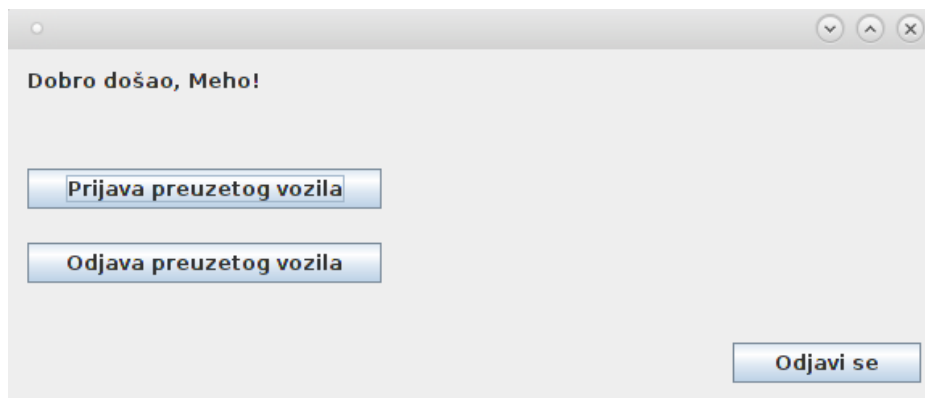 Dobro došao, Meho!
Prijava preuzetog vozila
Odjava preuzetog vozila
Odjavi se